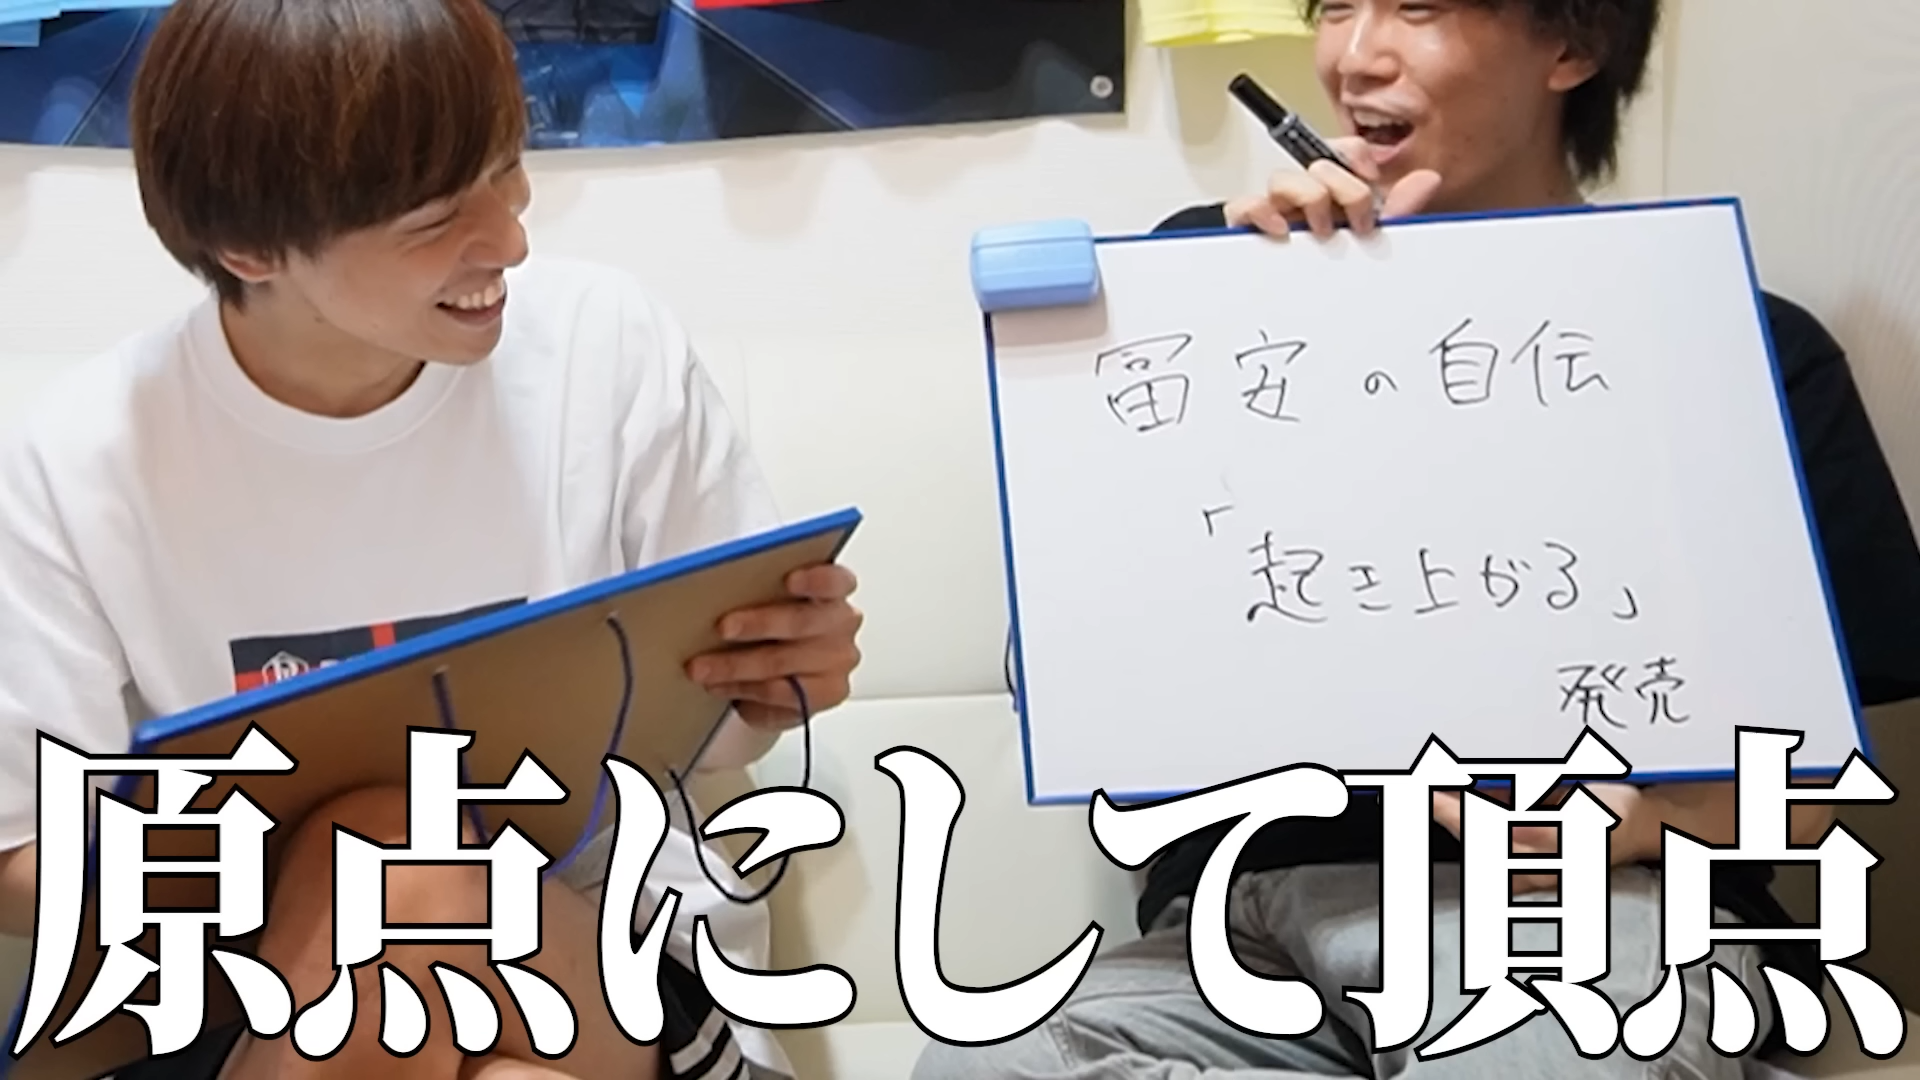 冨安の自伝
「起き上がる」
発売
原点にして頂点